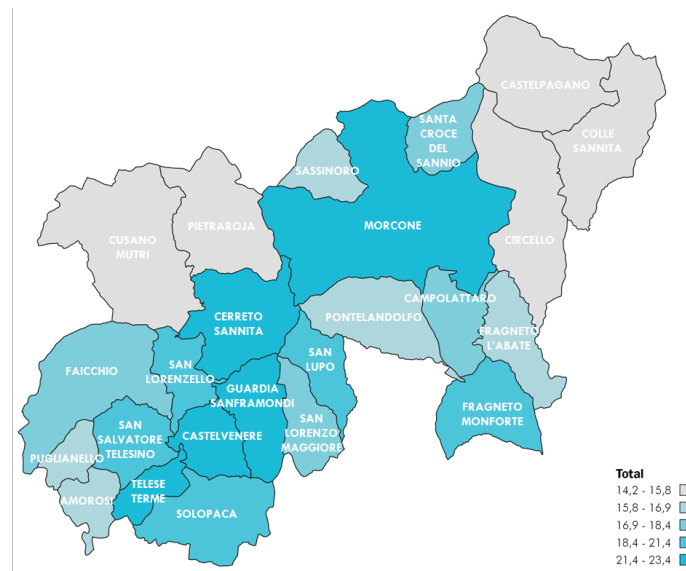 CASTELPAGANO
SANTA
CROCE
DEL
SANNIO
COLLE
SANNITA
SASSINORO
PIETRAROJA
MORCONE
CUSANO
MUTRI
CIRCELLO
CAMPOLATTARO
CERRETO
SANNITA
PONTELANDOLFO
FRAGNETO
L'ABATE
SAN
LUPO
FAICCHIO
SAN
LORENZELLO
GUARDIA
SANFRAMONDI
FRAGNETO
MONFORTE
SAN
SALVATORE
TELESINO
CASTELVENERE
SAN
LORENZO
MAGGIORE
PUGLIANELLO
TELESE
TERME
AMOROSI
SOLOPACA
Total
14,2 - 15,8
15,8 - 16,9
16,9 - 18,4
18,4 - 21,4
21,4 - 23,4